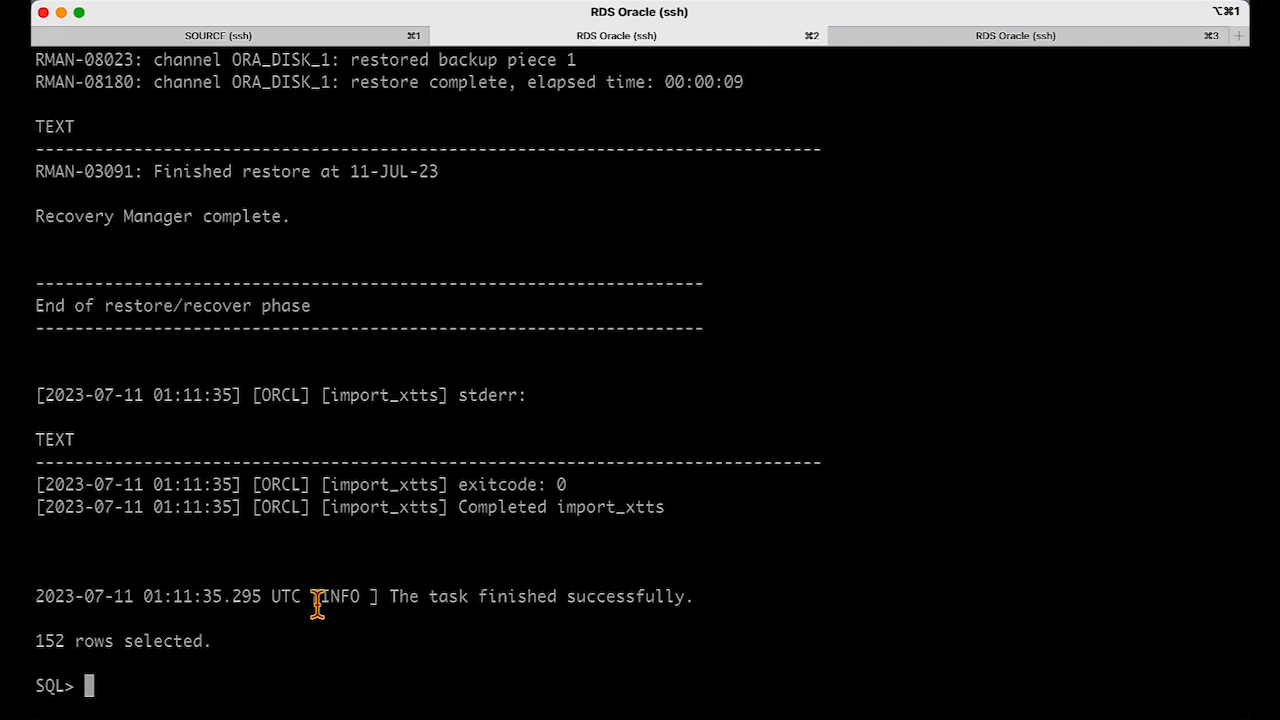 RDS Oracle (ssh)
⌥⌘1
SOURCE (ssh) ⌘1 RDS Oracle (ssh) ⌘2 RDS Oracle (ssh) ⌘3 +
RMAN-08023: channel ORA_DISK_1: restored backup piece 1
RMAN-08180: channel ORA_DISK_1: restore complete, elapsed time: 00:00:09
TEXT
--------------------------------------------------------------------------------
RMAN-03091: Finished restore at 11-JUL-23
Recovery Manager complete.
--------------------------------------------------------------------
End of restore/recover phase
--------------------------------------------------------------------
[2023-07-11 01:11:35] [ORCL] [import_xtts] stderr:
TEXT
--------------------------------------------------------------------------------
[2023-07-11 01:11:35] [ORCL] [import_xtts] exitcode: 0
[2023-07-11 01:11:35] [ORCL] [import_xtts] Completed import_xtts
2023-07-11 01:11:35.295 UTC [INFO ] The task finished successfully.
152 rows selected.
SQL>